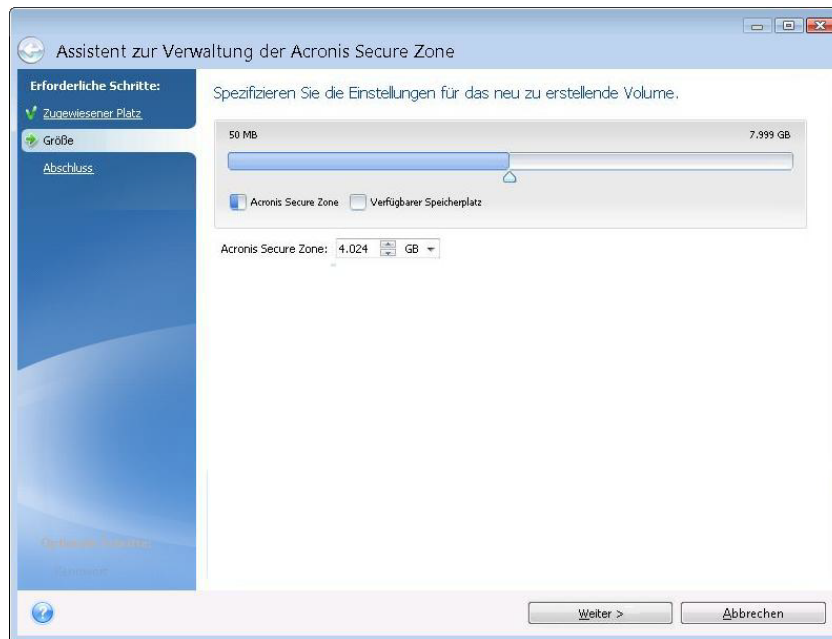 Assistent zur Verwaltung der Acronis Secure Zone
Erforderliche Schritte:
Zugewiesener Platz
Größe
Abschluss
Spezifizieren Sie die Einstellungen für das neu zu erstellende Volume.
50 MB 7.999 GB
Acronis Secure Zone Verfügbarer Speicherplatz
Acronis Secure Zone: 4.024 GB
? Weiter > Abbrechen